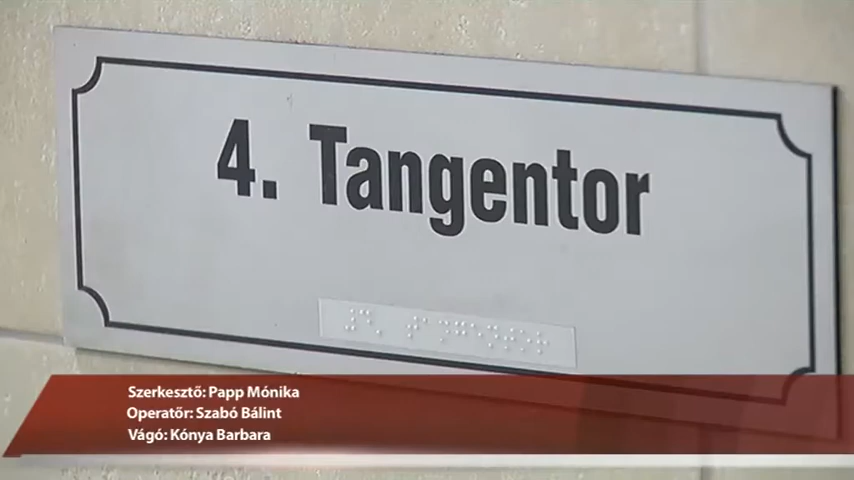 4. Tangentor
Szerkesztő: Papp Mónika
Operatőr: Szabó Bálint
Vágó: Kónya Barbara